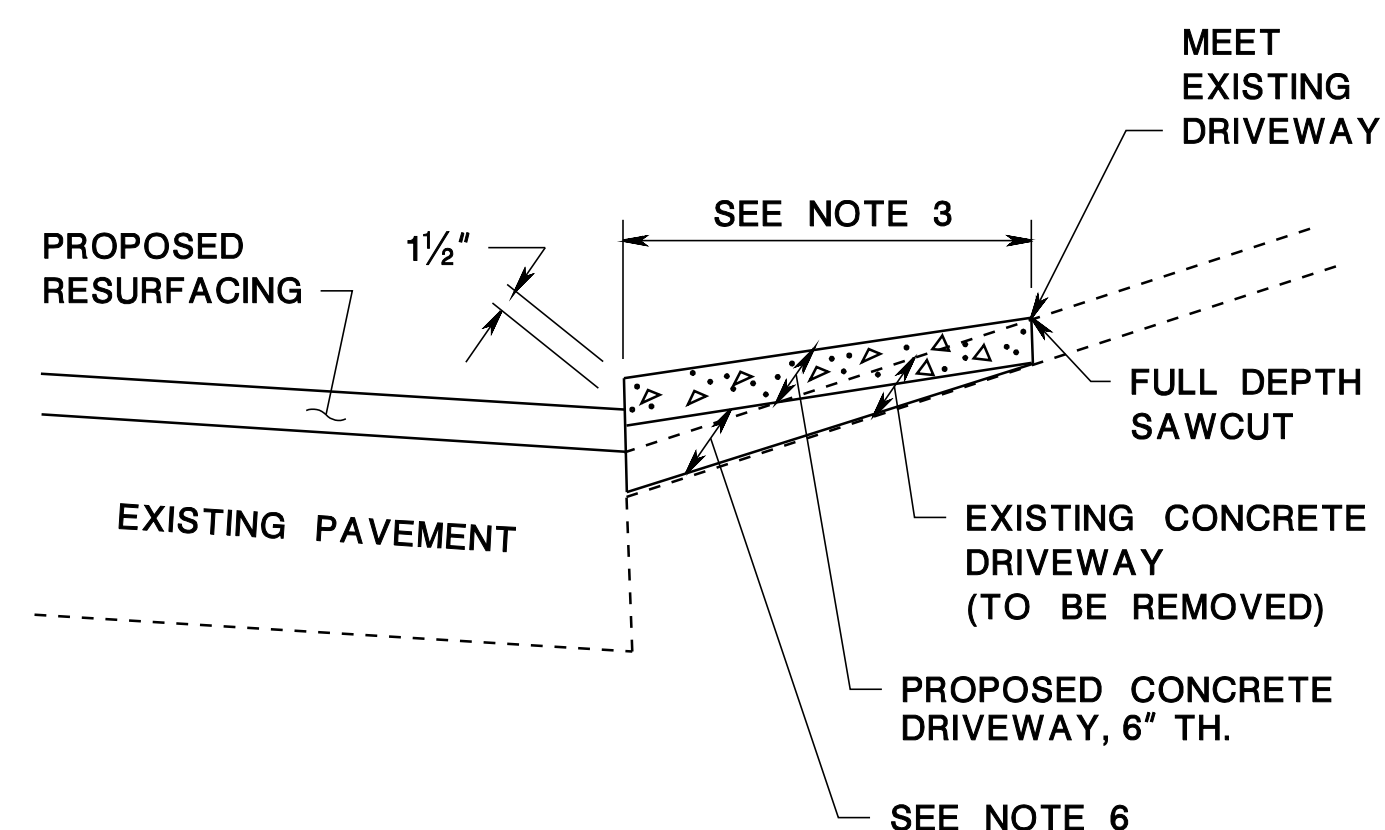 MEET
EXISTING
DRIVEWAY
SEE NOTE 3
PROPOSED
RESURFACING
1½"
FULL DEPTH
SAWCUT
EXISTING PAVEMENT
EXISTING CONCRETE
DRIVEWAY
(TO BE REMOVED)
PROPOSED CONCRETE
DRIVEWAY, 6" TH.
SEE NOTE 6